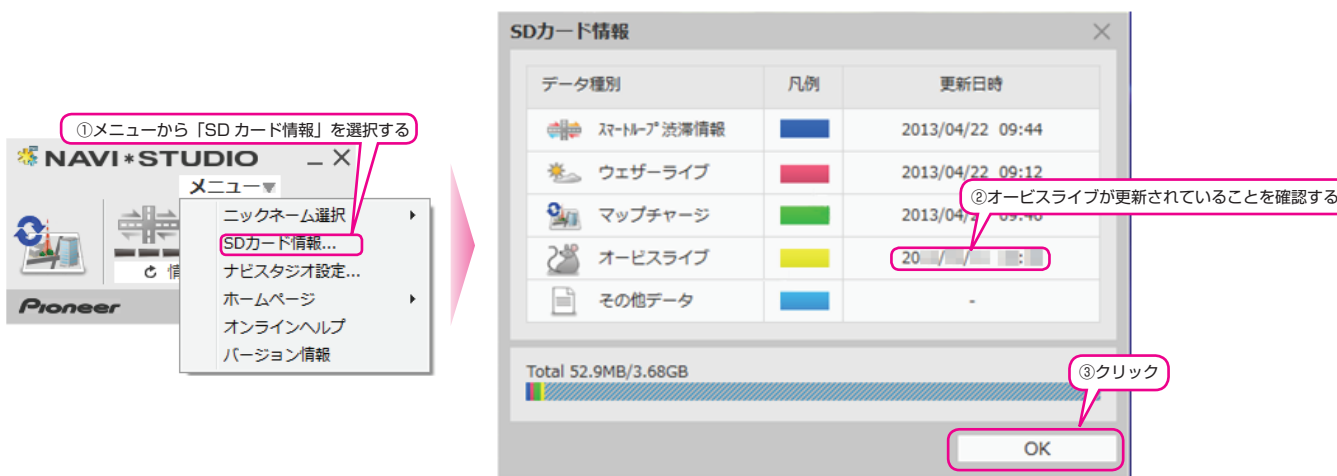 ①メニューから「SD カード情報」を選択する
NAVI*STUDIO
メニュー▼
ニックネーム選択
SDカード情報...
ナビスタジオ設定...
ホームページ
オンラインヘルプ
バージョン情報
情
Pioneer
SDカード情報
データ種別 凡例 更新日時
スマートループ渋滞情報 2013/04/22 09:44
ウェザーライブ 2013/04/22 09:12
②オービスライブが更新されていることを確認する
マップチャージ 2013/04/
オービスライブ 20 / / :
その他データ -
Total 52.9MB/3.68GB
③クリック
OK